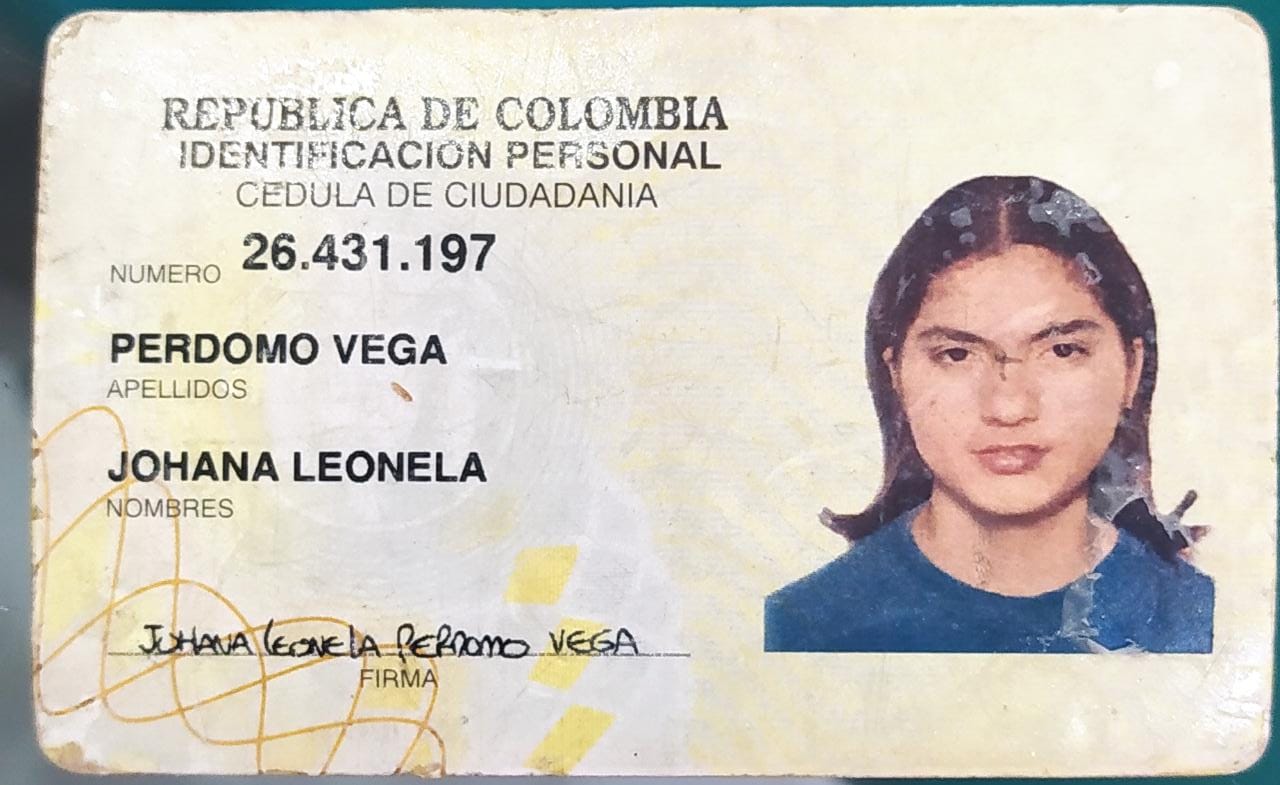 REPUBLICA DE COLOMBIA
IDENTIFICACION PERSONAL
CEDULA DE CIUDADANIA
NUMERO 26.431.197
PERDOMO VEGA
APELLIDOS
JOHANA LEONELA
NOMBRES
JOHANA LEONELA PERDOMO VEGA
FIRMA